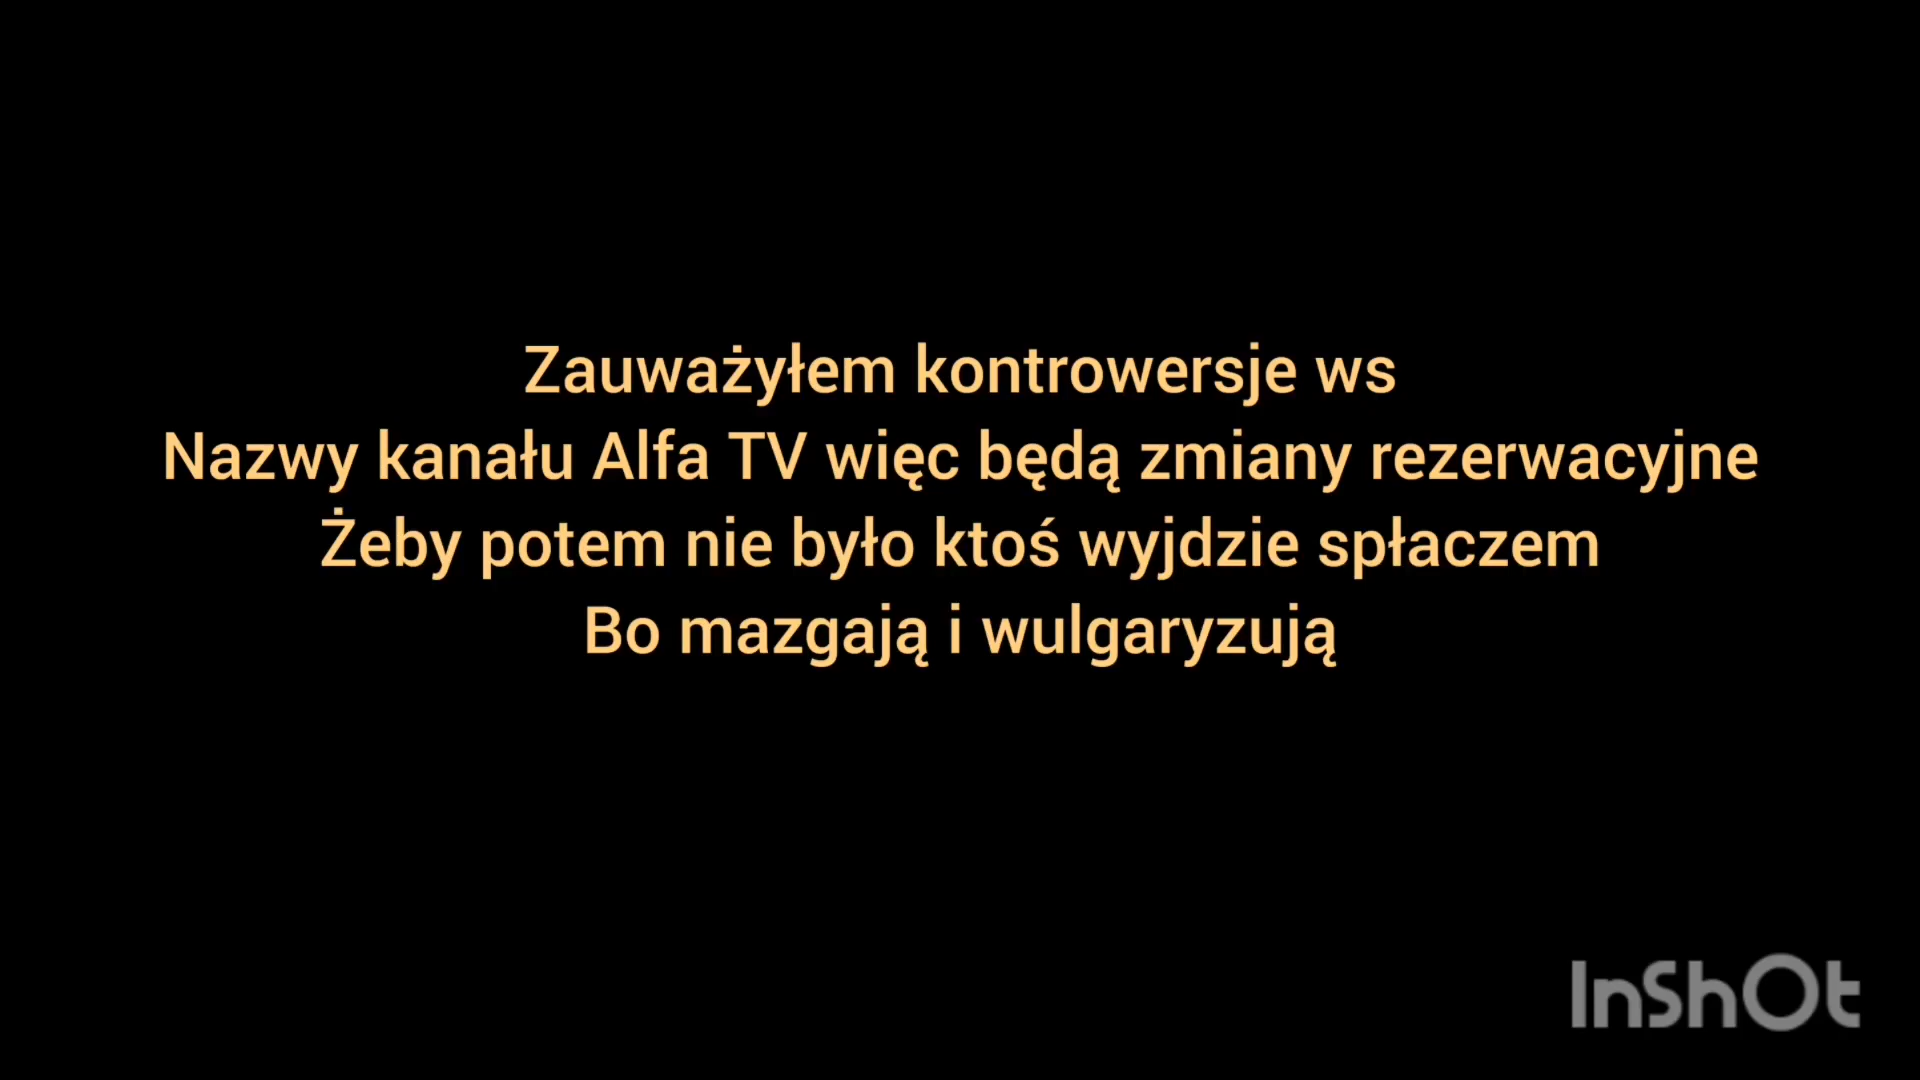 Zauważyłem kontrowersje ws
Nazwy kanału Alfa TV więc będą zmiany rezerwacyjne
Żeby potem nie było ktoś wyjdzie spłaczem
Bo mazgają i wulgaryzują
InShOt